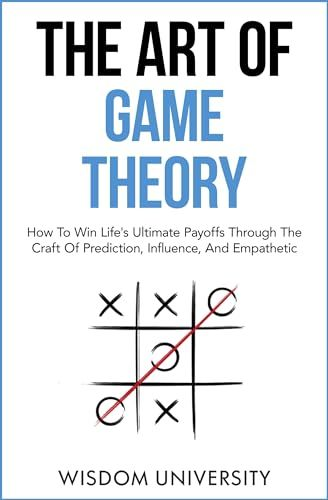 THE ART OF
GAME
THEORY
How To Win Life's Ultimate Payoffs Through The
Craft Of Prediction, Influence, And Empathetic
X X O
O
O X
WISDOM UNIVERSITY